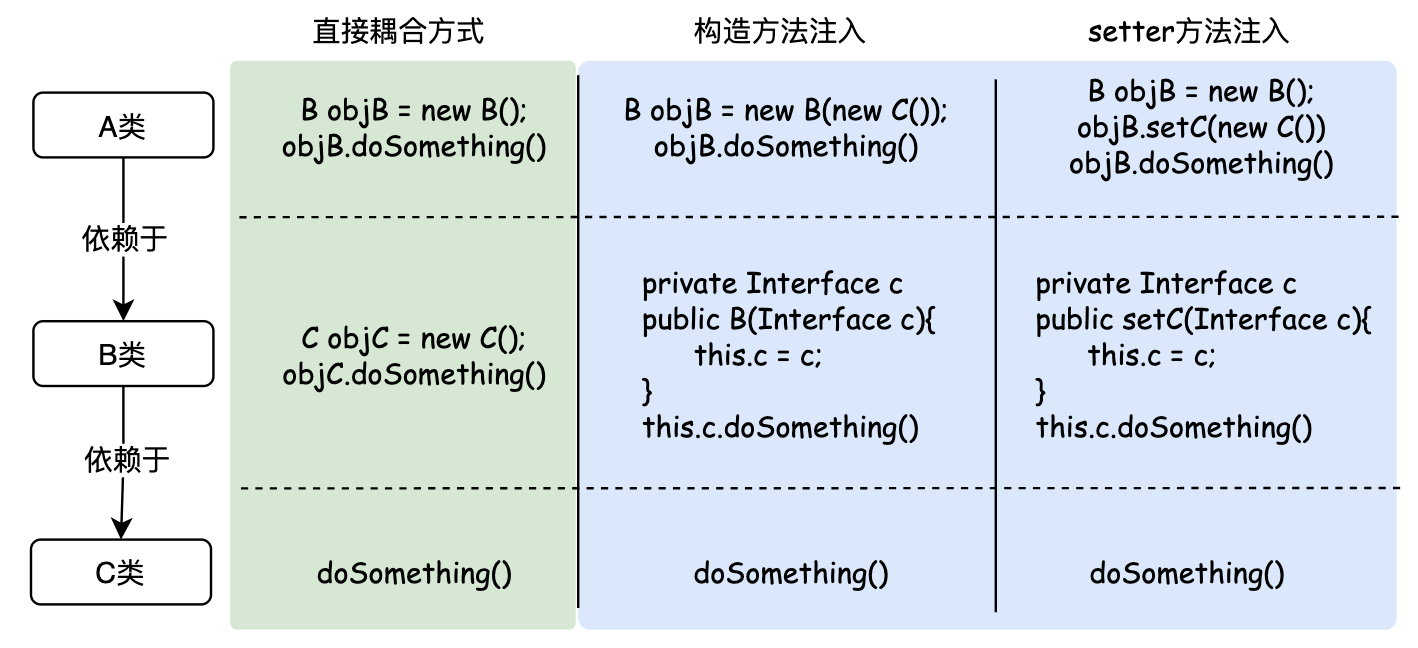 直接耦合方式
构造方法注入
setter方法注入
A类
B objB = new B();
objB.doSomething()
B objB = new B(new C());
objB.doSomething()
B objB = new B();
objB.setC(new C())
objB.doSomething()
依赖于
B类
C objC = new C();
objC.doSomething()
private Interface c
public B(Interface c){
this.c = c;
}
this.c.doSomething()
private Interface c
public setC(Interface c){
this.c = c;
}
this.c.doSomething()
依赖于
C类
doSomething()
doSomething()
doSomething()